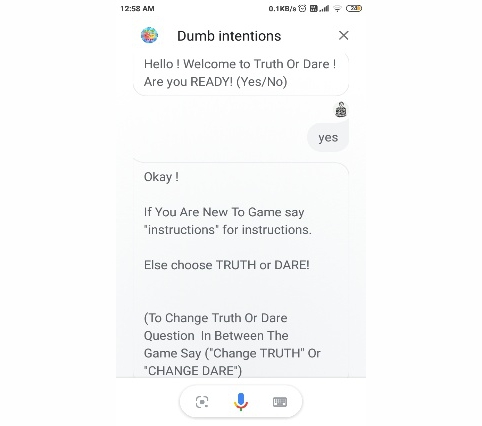 12:58 AM 0.1KB/s
Dumb intentions
Hello ! Welcome to Truth Or Dare !
Are you READY! (Yes/No)
yes
Okay !
If You Are New To Game say
"instructions" for instructions.
Else choose TRUTH or DARE!
(To Change Truth Or Dare
Question In Between The
Game Say ("Change TRUTH" Or
"CHANGE DARE")